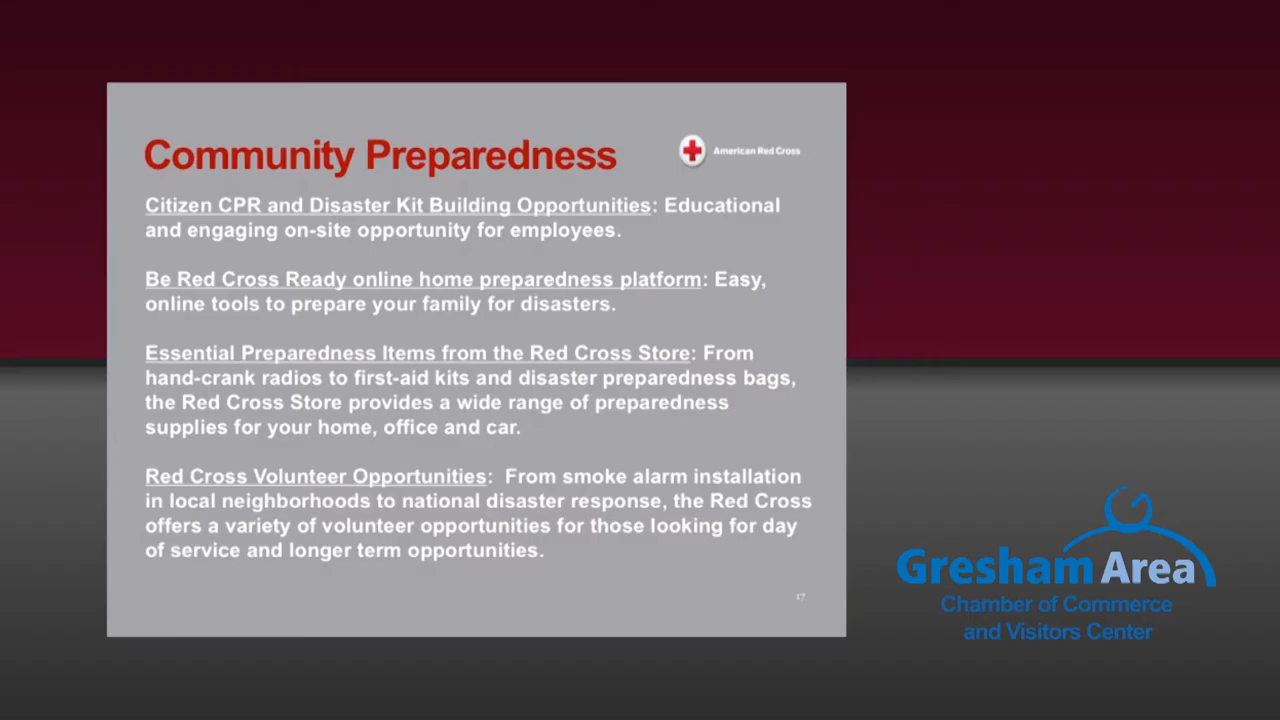 Community Preparedness
American Red Cross
Citizen CPR and Disaster Kit Building Opportunities: Educational
and engaging on-site opportunity for employees.
Be Red Cross Ready online home preparedness platform: Easy,
online tools to prepare your family for disasters.
Essential Preparedness Items from the Red Cross Store: From
hand-crank radios to first-aid kits and disaster preparedness bags,
the Red Cross Store provides a wide range of preparedness
supplies for your home, office and car.
Red Cross Volunteer Opportunities: From smoke alarm installation
in local neighborhoods to national disaster response, the Red Cross
offers a variety of volunteer opportunities for those looking for day
of service and longer term opportunities.
17
Gresham Area
Chamber of Commerce
and Visitors Center